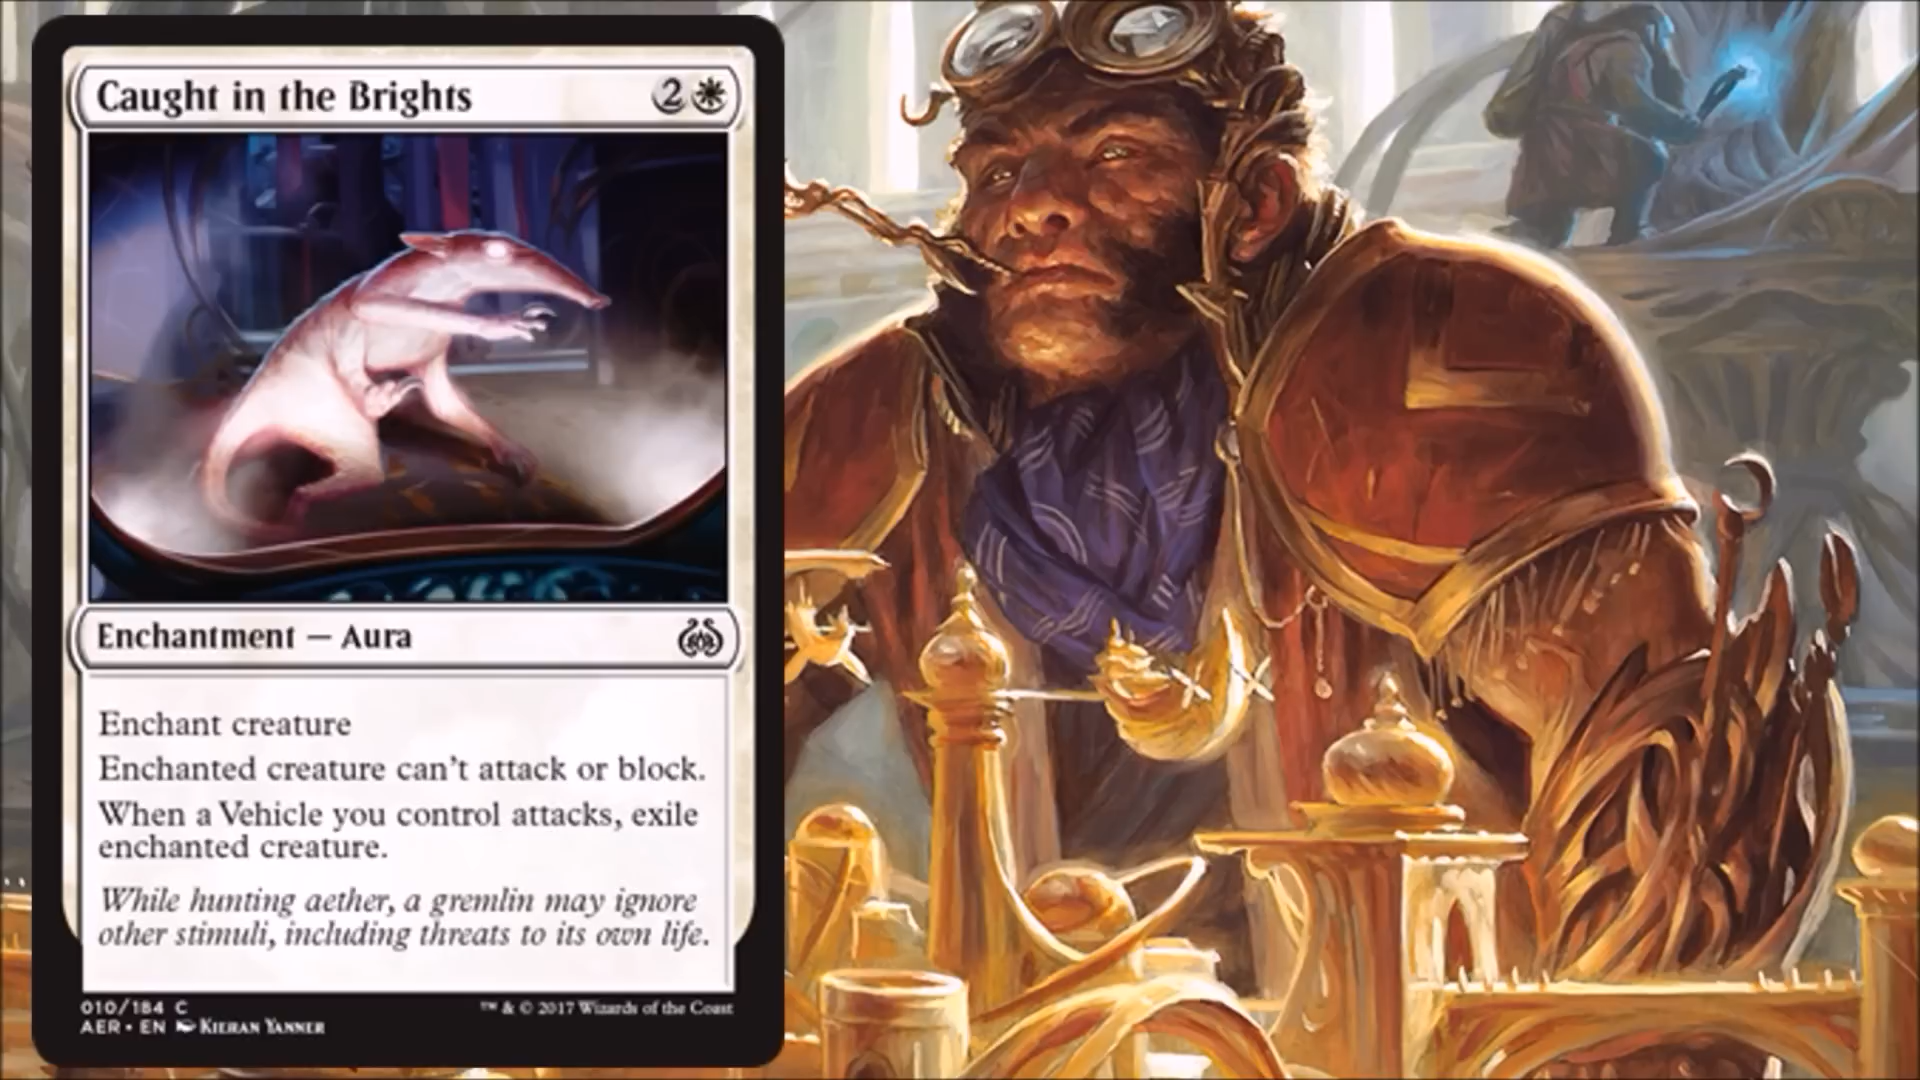 Caught in the Brights 2
Enchantment — Aura
Enchant creature
Enchanted creature can't attack or block.
When a Vehicle you control attacks, exile
enchanted creature.
While hunting aether, a gremlin may ignore
other stimuli, including threats to its own life.
010/184 C
™ & © 2017 Wizards of the Coast
AER • EN Kieran Yanner